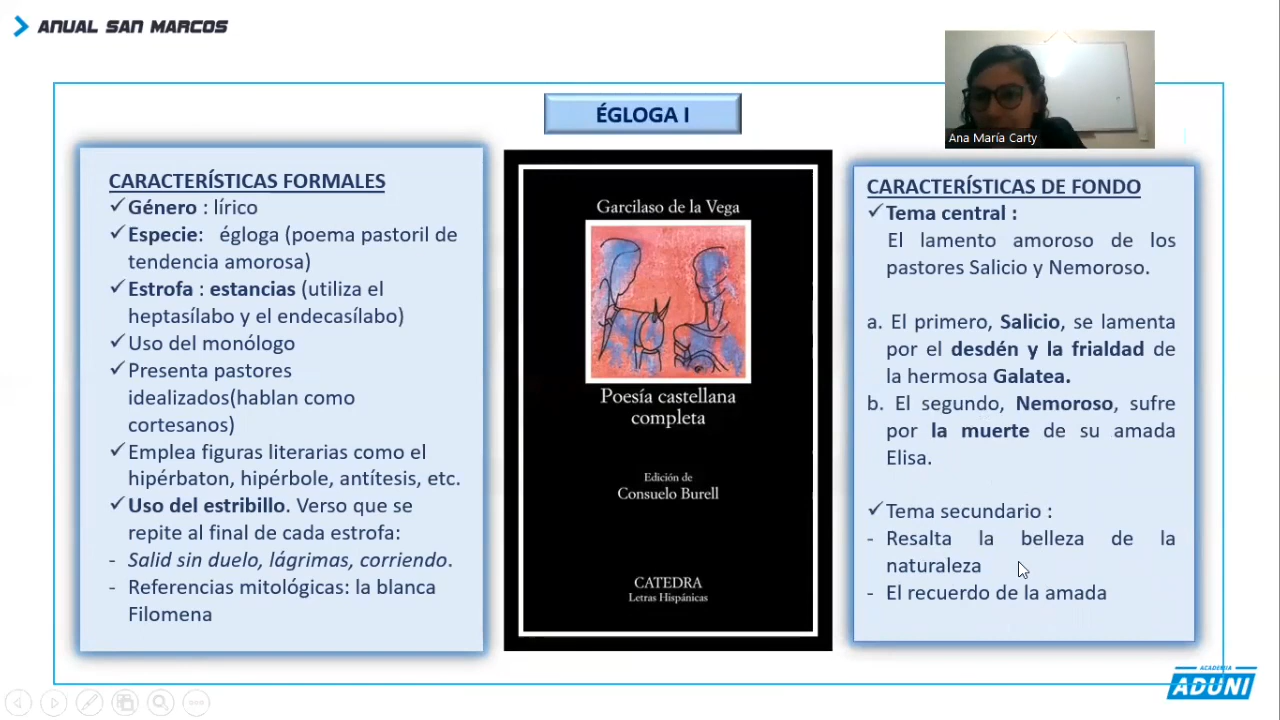 ANUAL SAN MARCOS
ÉGLOGA I
Ana María Carty
CARACTERÍSTICAS FORMALES
✓Género : lírico
✓Especie: égloga (poema pastoril de
tendencia amorosa)
✓Estrofa : estancias (utiliza el
heptasílabo y el endecasílabo)
✓Uso del monólogo
✓Presenta pastores
idealizados(hablan como
cortesanos)
✓Emplea figuras literarias como el
hipérbaton, hipérbole, antítesis, etc.
✓Uso del estribillo. Verso que se
repite al final de cada estrofa:
- Salid sin duelo, lágrimas, corriendo.
- Referencias mitológicas: la blanca
Filomena
Garcilaso de la Vega
Poesía castellana
completa
Edición de
Consuelo Burell
CATEDRA
Letras Hispánicas
CARACTERÍSTICAS DE FONDO
✓Tema central :
El lamento amoroso de los
pastores Salicio y Nemoroso.
a. El primero, Salicio, se lamenta
por el desdén y la frialdad de
la hermosa Galatea.
b. El segundo, Nemoroso, sufre
por la muerte de su amada
Elisa.
✓Tema secundario :
- Resalta la belleza de la
naturaleza
- El recuerdo de la amada
ACADEMIA
ADUNI